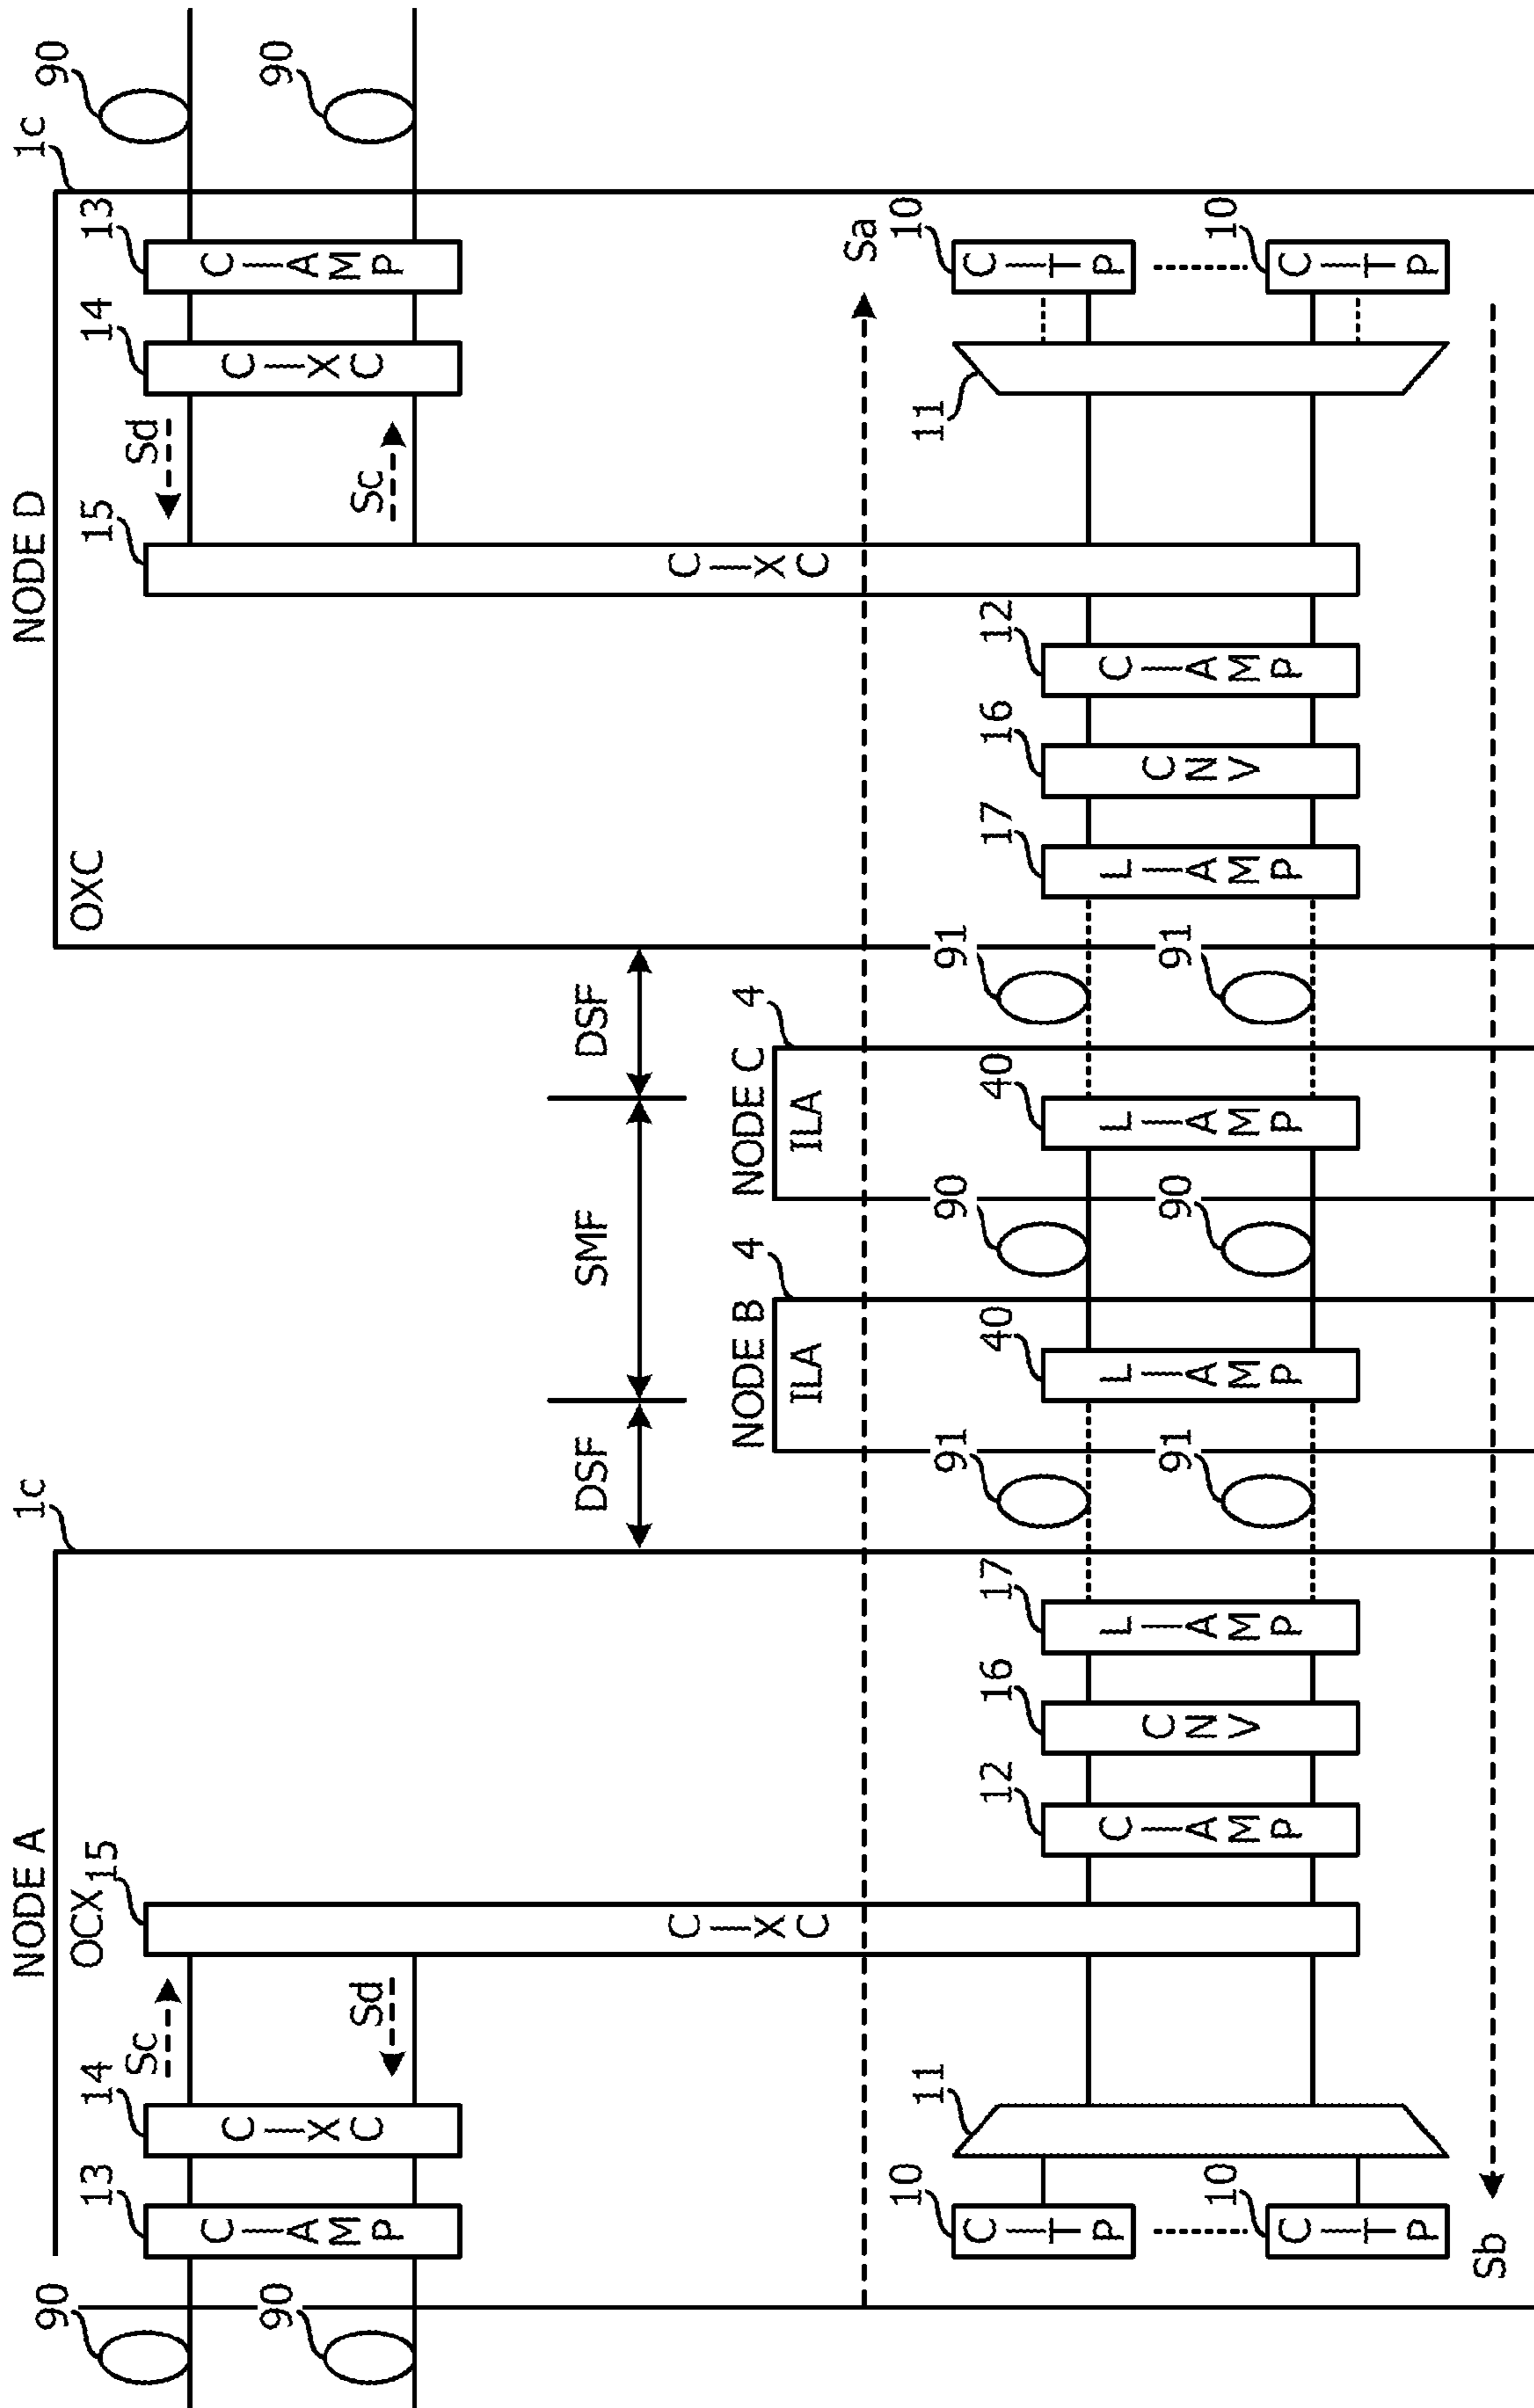 NODE A
1c
NODE D
1c
90
13
14
OCX
15
OXC
15
14
13
90
Sc
Sd
C-AMP
C-XC
C-XC
C-AMP
90
90
Sd
Sc
DSF
SMF
DSF
C-XC
C-XC
NODE B
4
NODE C
4
ILA
ILA
Sa
10
11
91
90
91
11
10
12
16
17
40
40
17
16
12
C-TP
C-AMP
CNV
L-AMP
L-AMP
L-AMP
L-AMP
CNV
C-AMP
C-TP
91
90
91
10
10
C-TP
C-TP
Sb